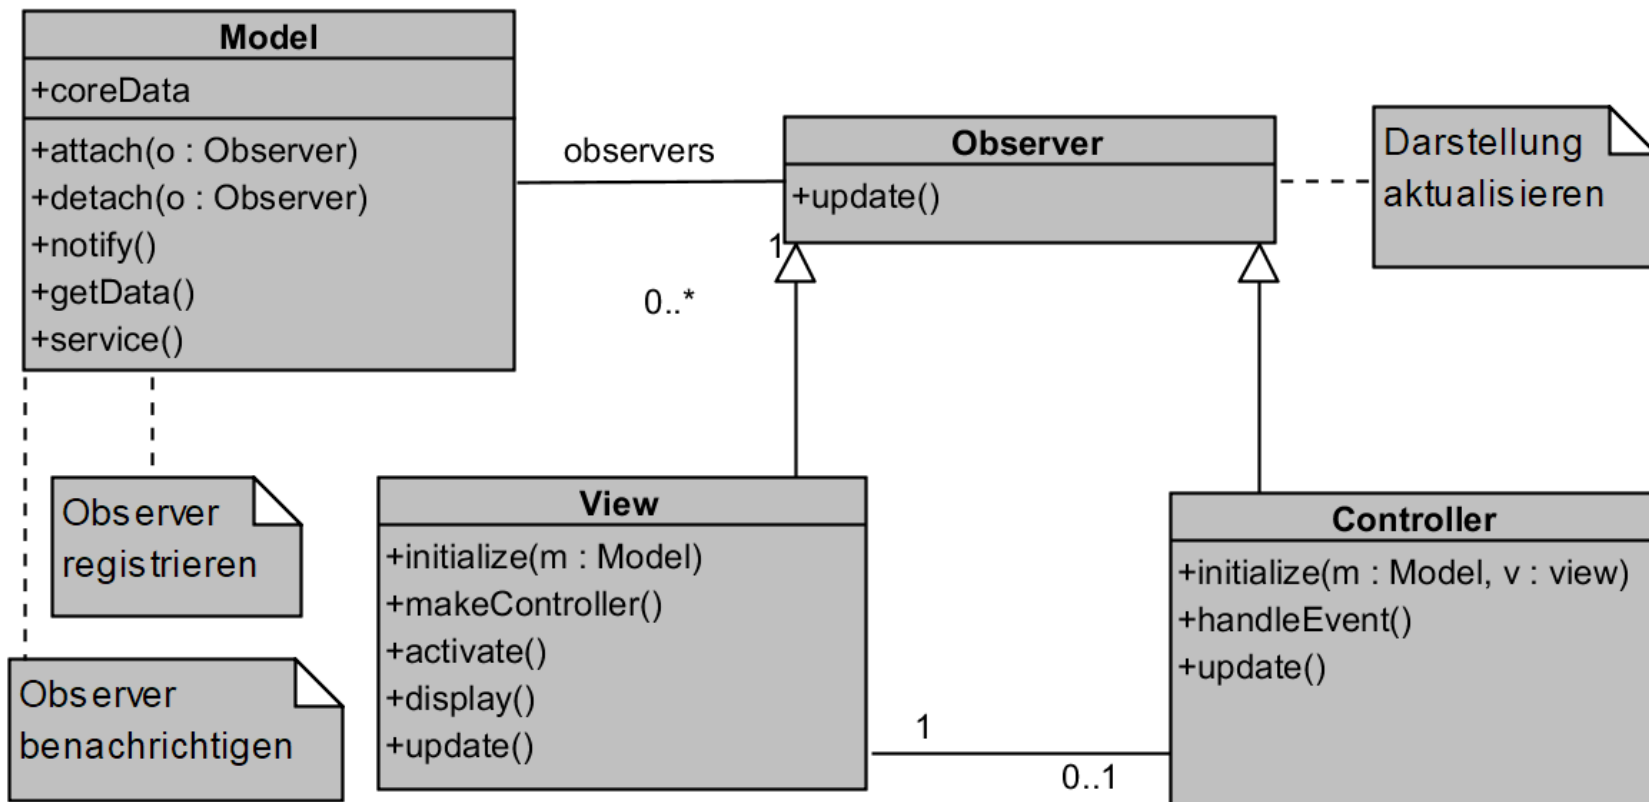 Model
+coreData
+attach(o : Observer)
+detach(o : Observer)
+notify()
+getData()
+service()
observers
1
0..*
Observer
+update()
Darstellung
aktualisieren
Observer
registrieren
Observer
benachrichtigen
View
+initialize(m : Model)
+makeController()
+activate()
+display()
+update()
1
0..1
Controller
+initialize(m : Model, v : view)
+handleEvent()
+update()